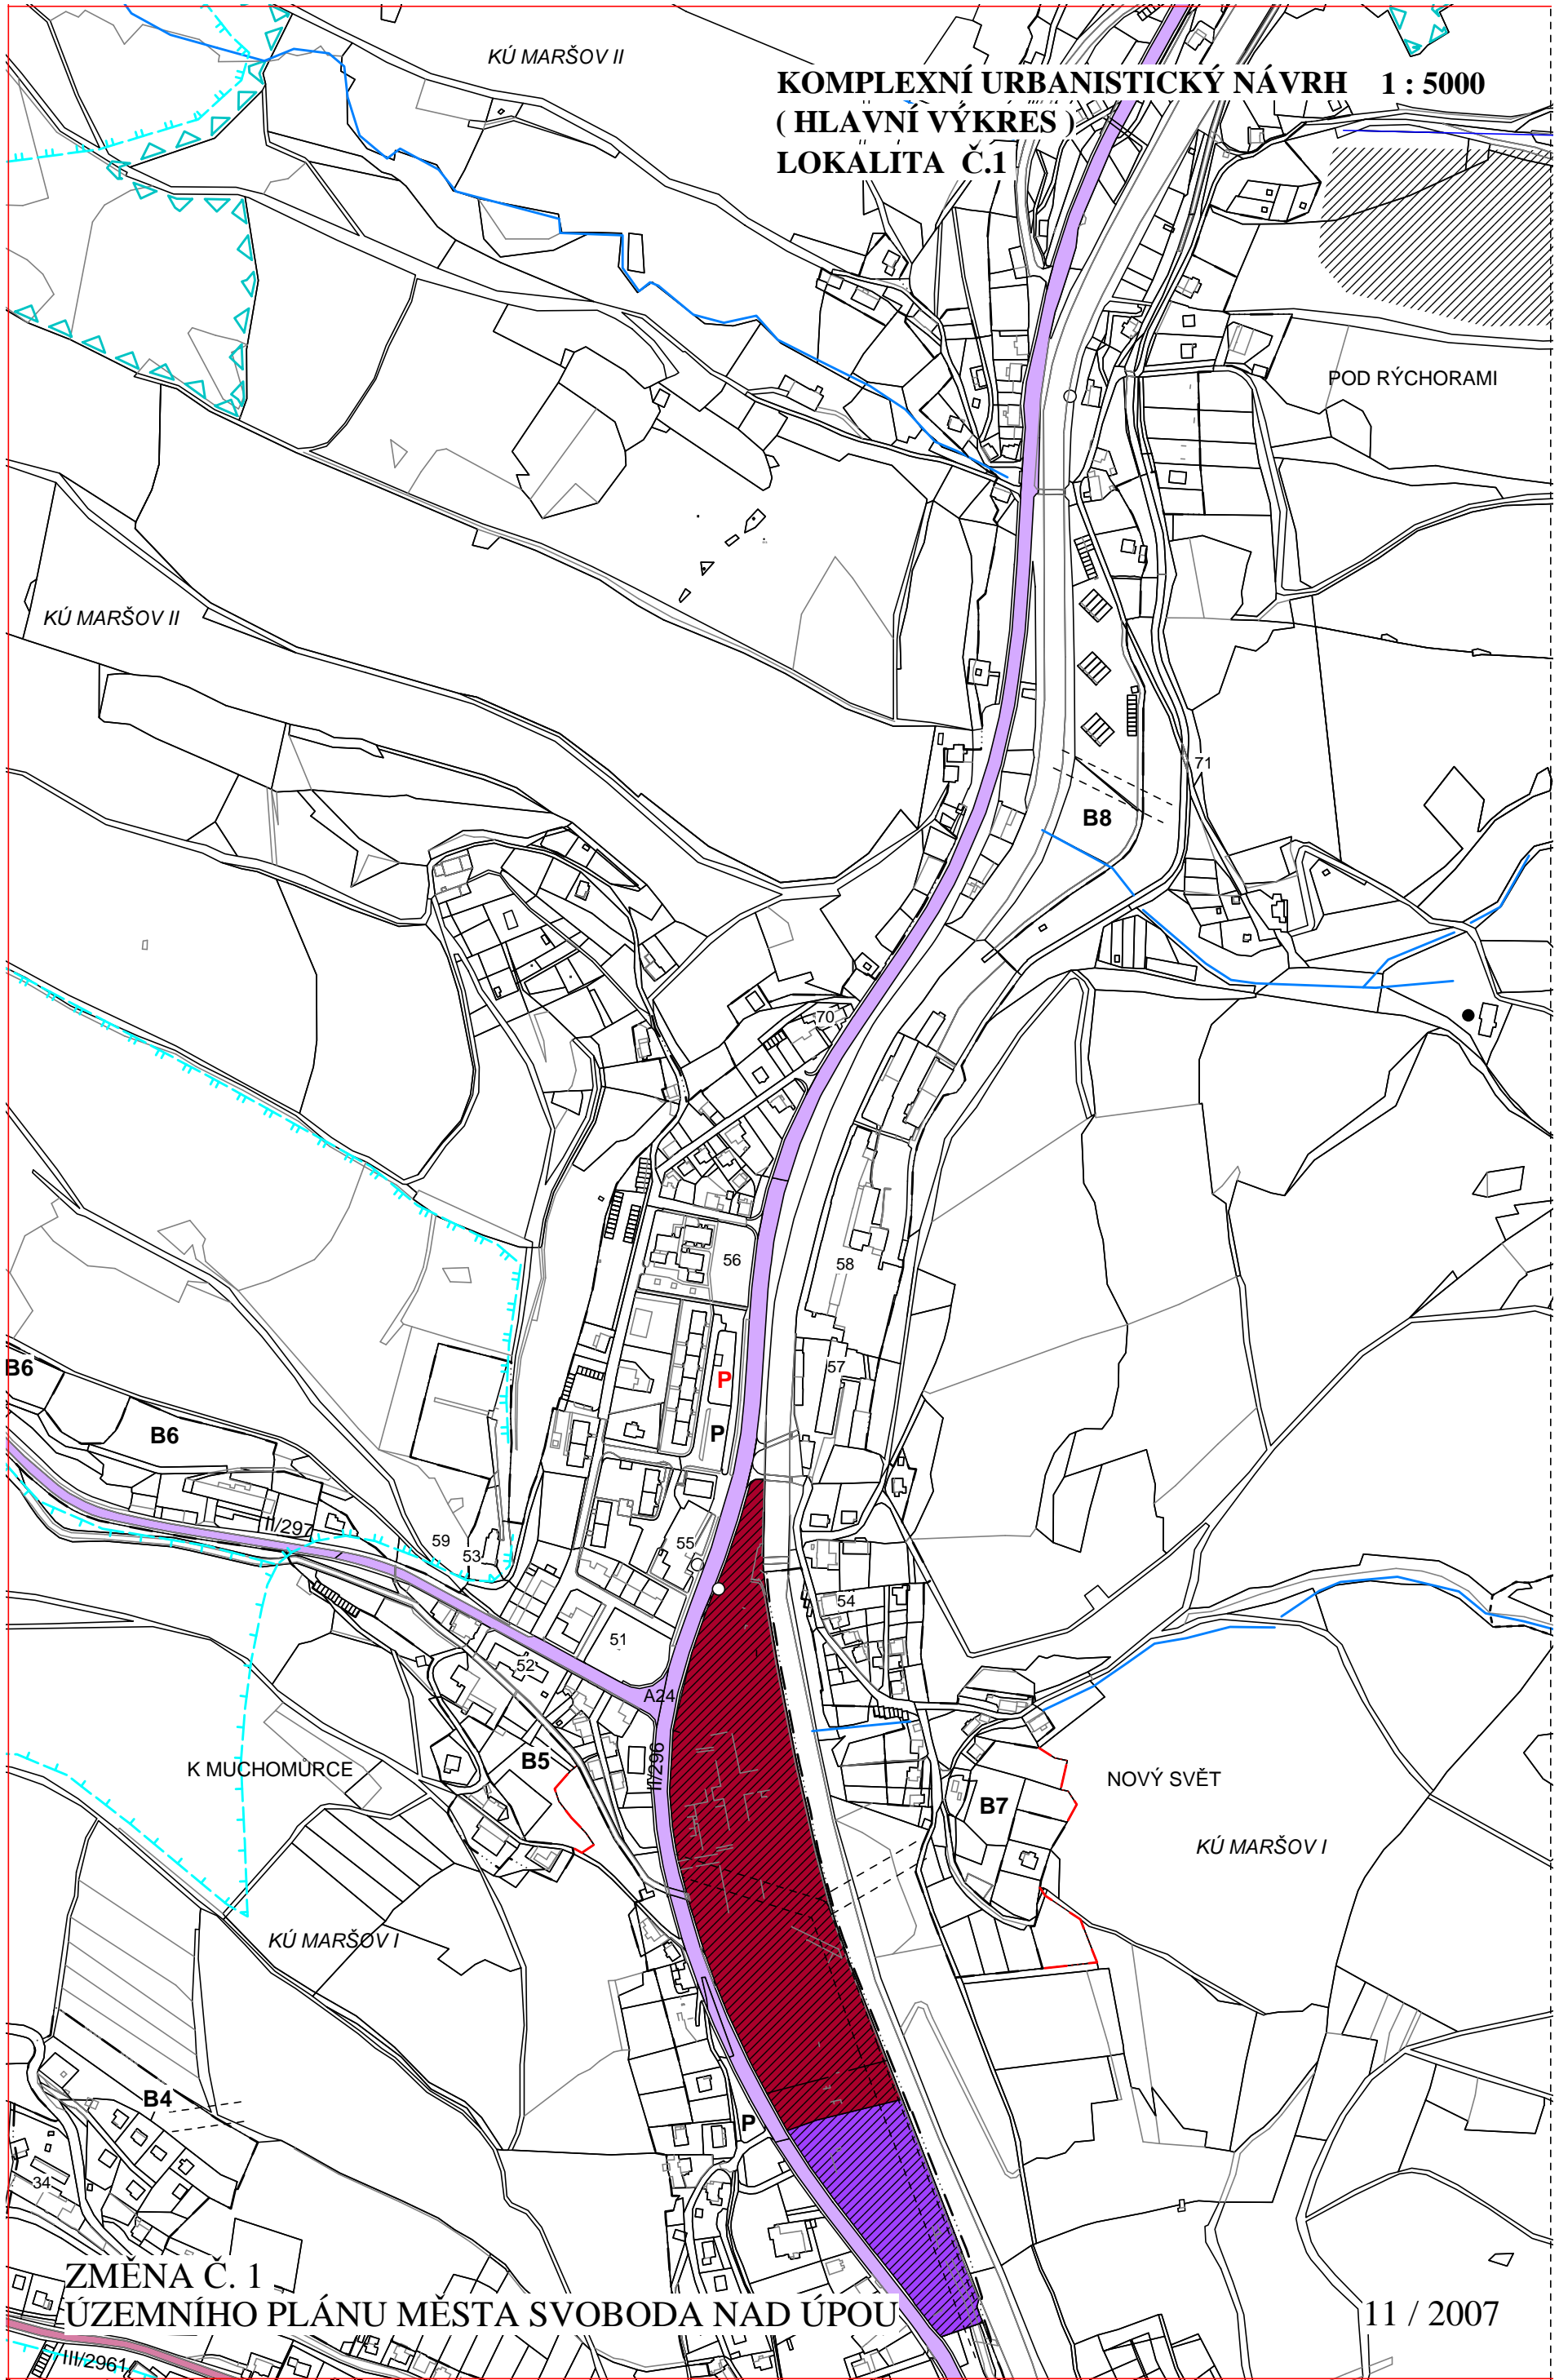 KÚ MARŠOV II
KOMPLEXNÍ URBANISTICKÝ NÁVRH 1 : 5000
( HLAVNÍ VÝKRES )
LOKALITA Č.1
POD RÝCHORAMI
KÚ MARŠOV II
71
B8
70
56
58
57
B6
P
B6
P
II/297
59
53
55
54
51
52
A24
II/296
K MUCHOMŮRCE
B5
NOVÝ SVĚT
B7
KÚ MARŠOV I
KÚ MARŠOV I
B4
P
34
ZMĚNA Č. 1
ÚZEMNÍHO PLÁNU MĚSTA SVOBODA NAD ÚPOU
11 / 2007
III/2961